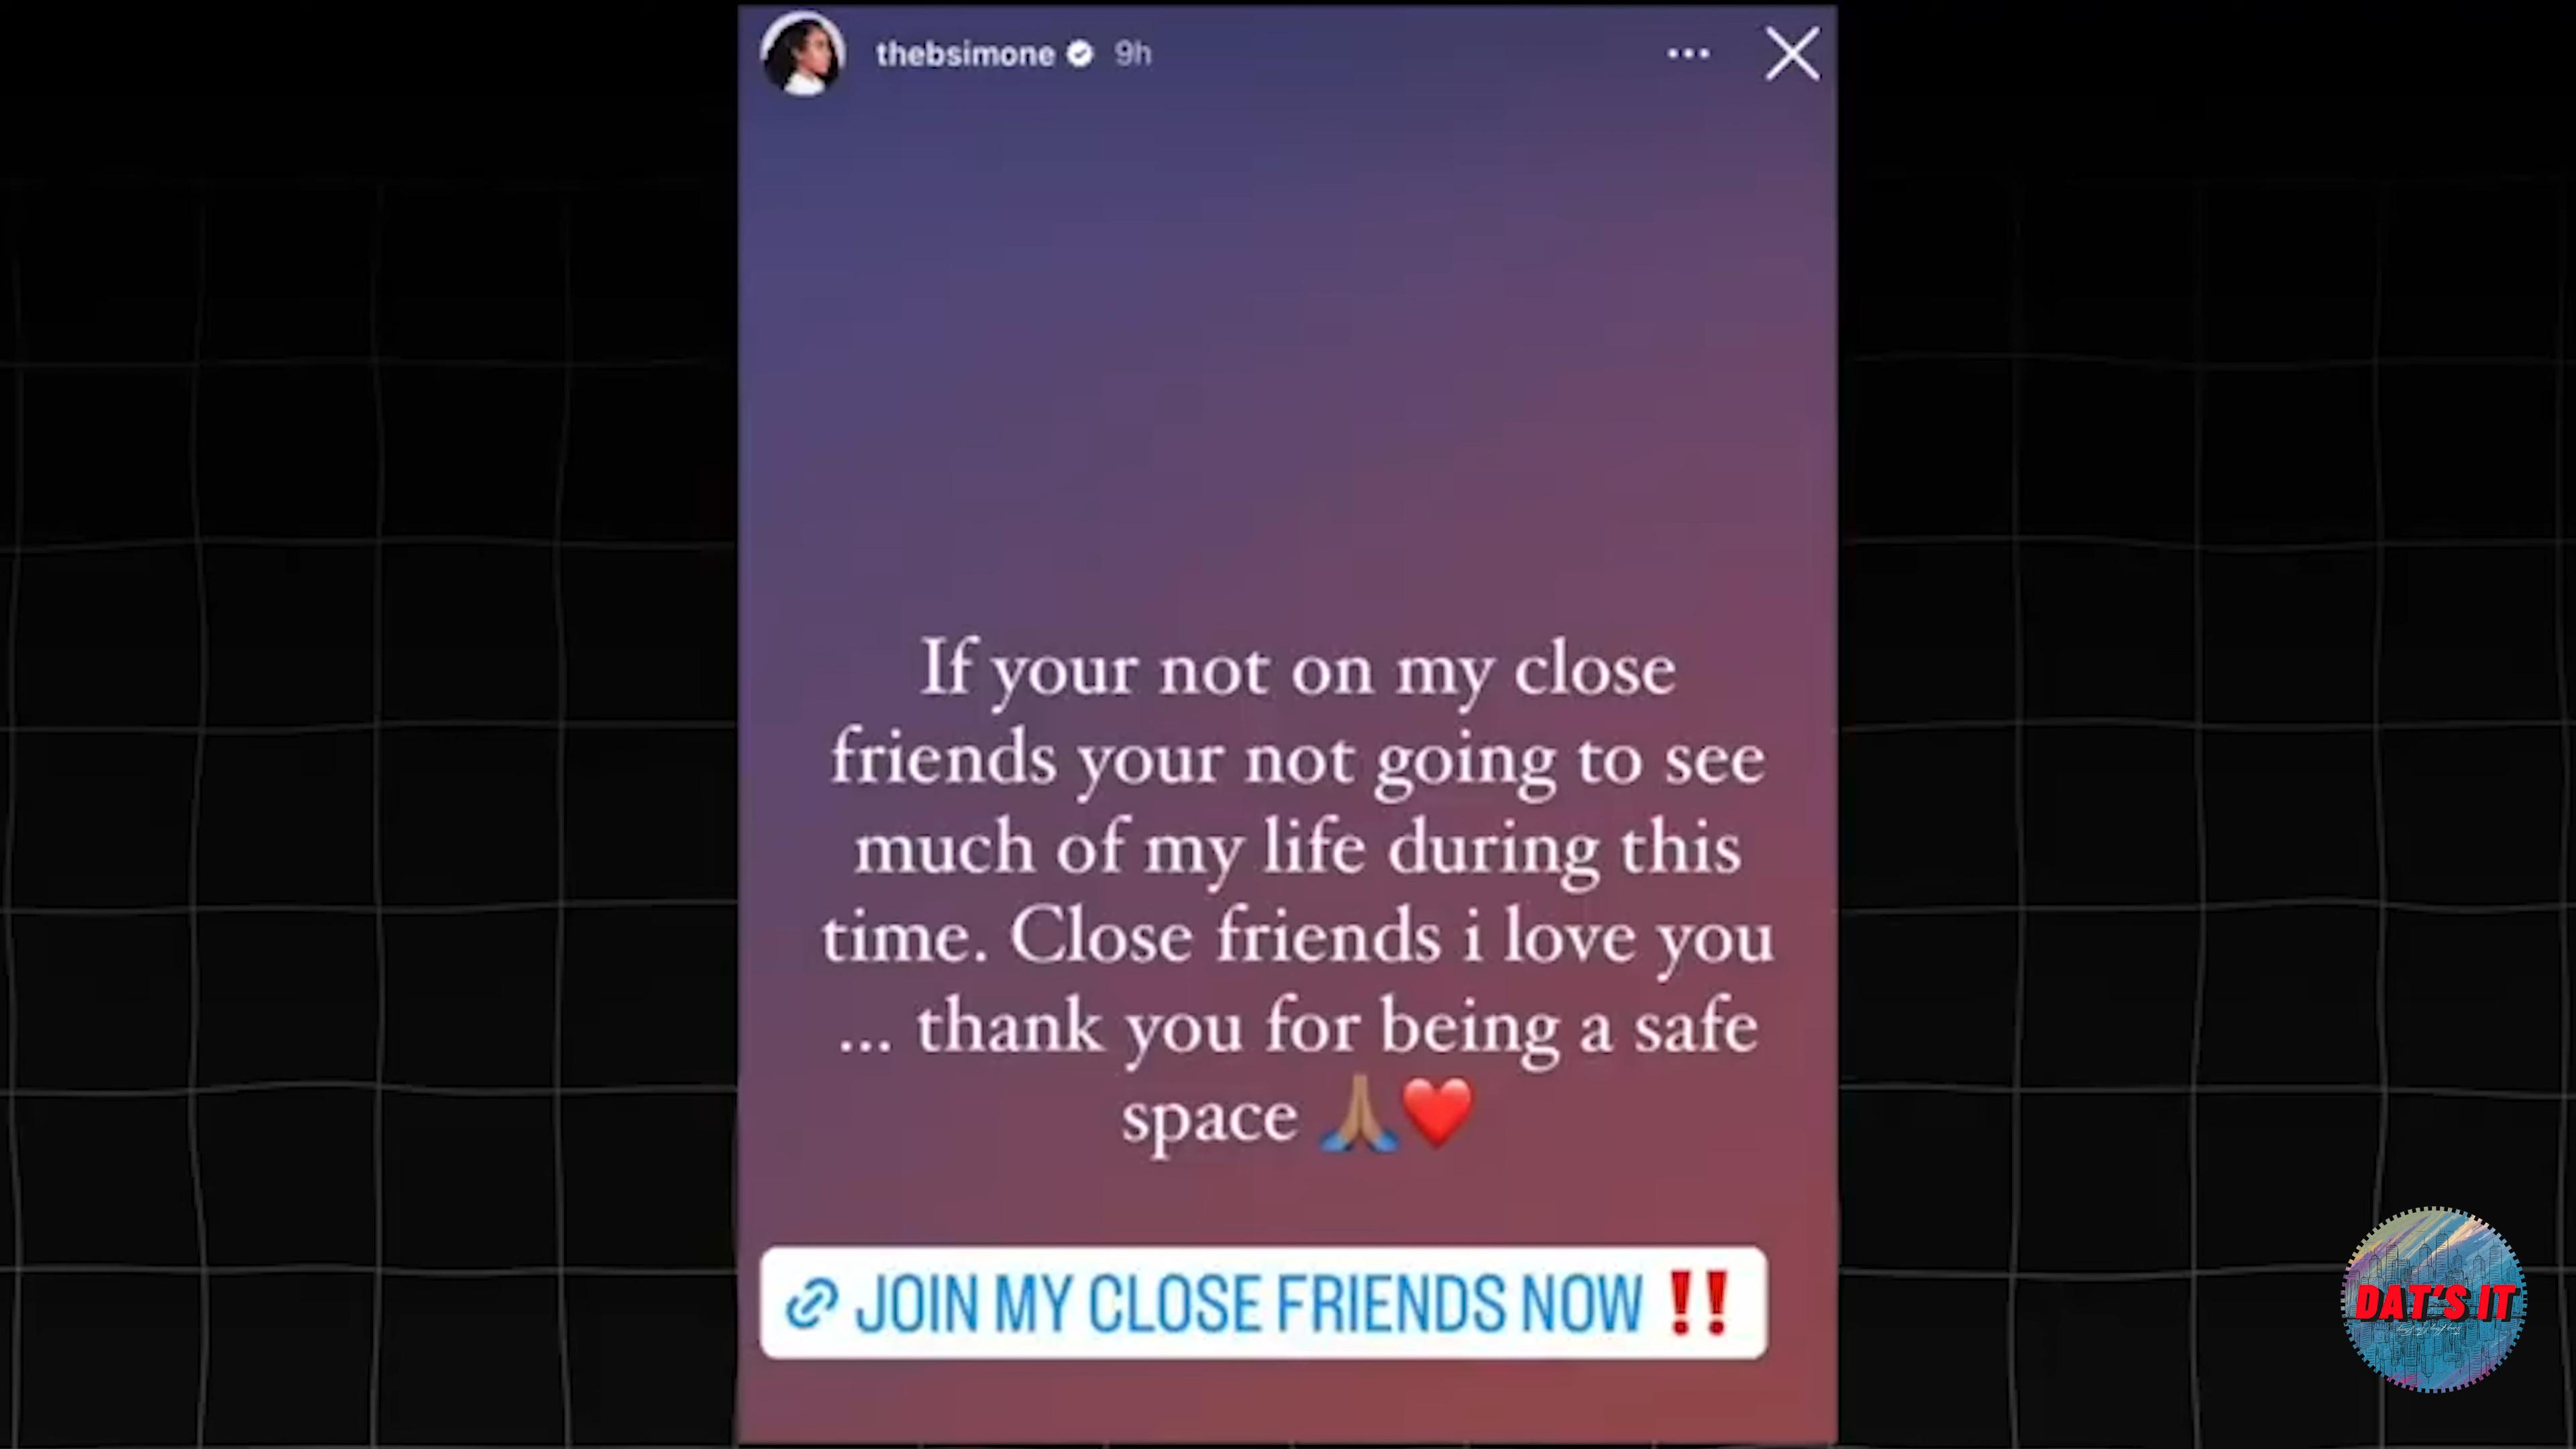 thebsimone 9h
If your not on my close
friends your not going to see
much of my life during this
time. Close friends i love you
... thank you for being a safe
space 🙏🏽❤️
JOIN MY CLOSE FRIENDS NOW ‼️
DAT'S IT